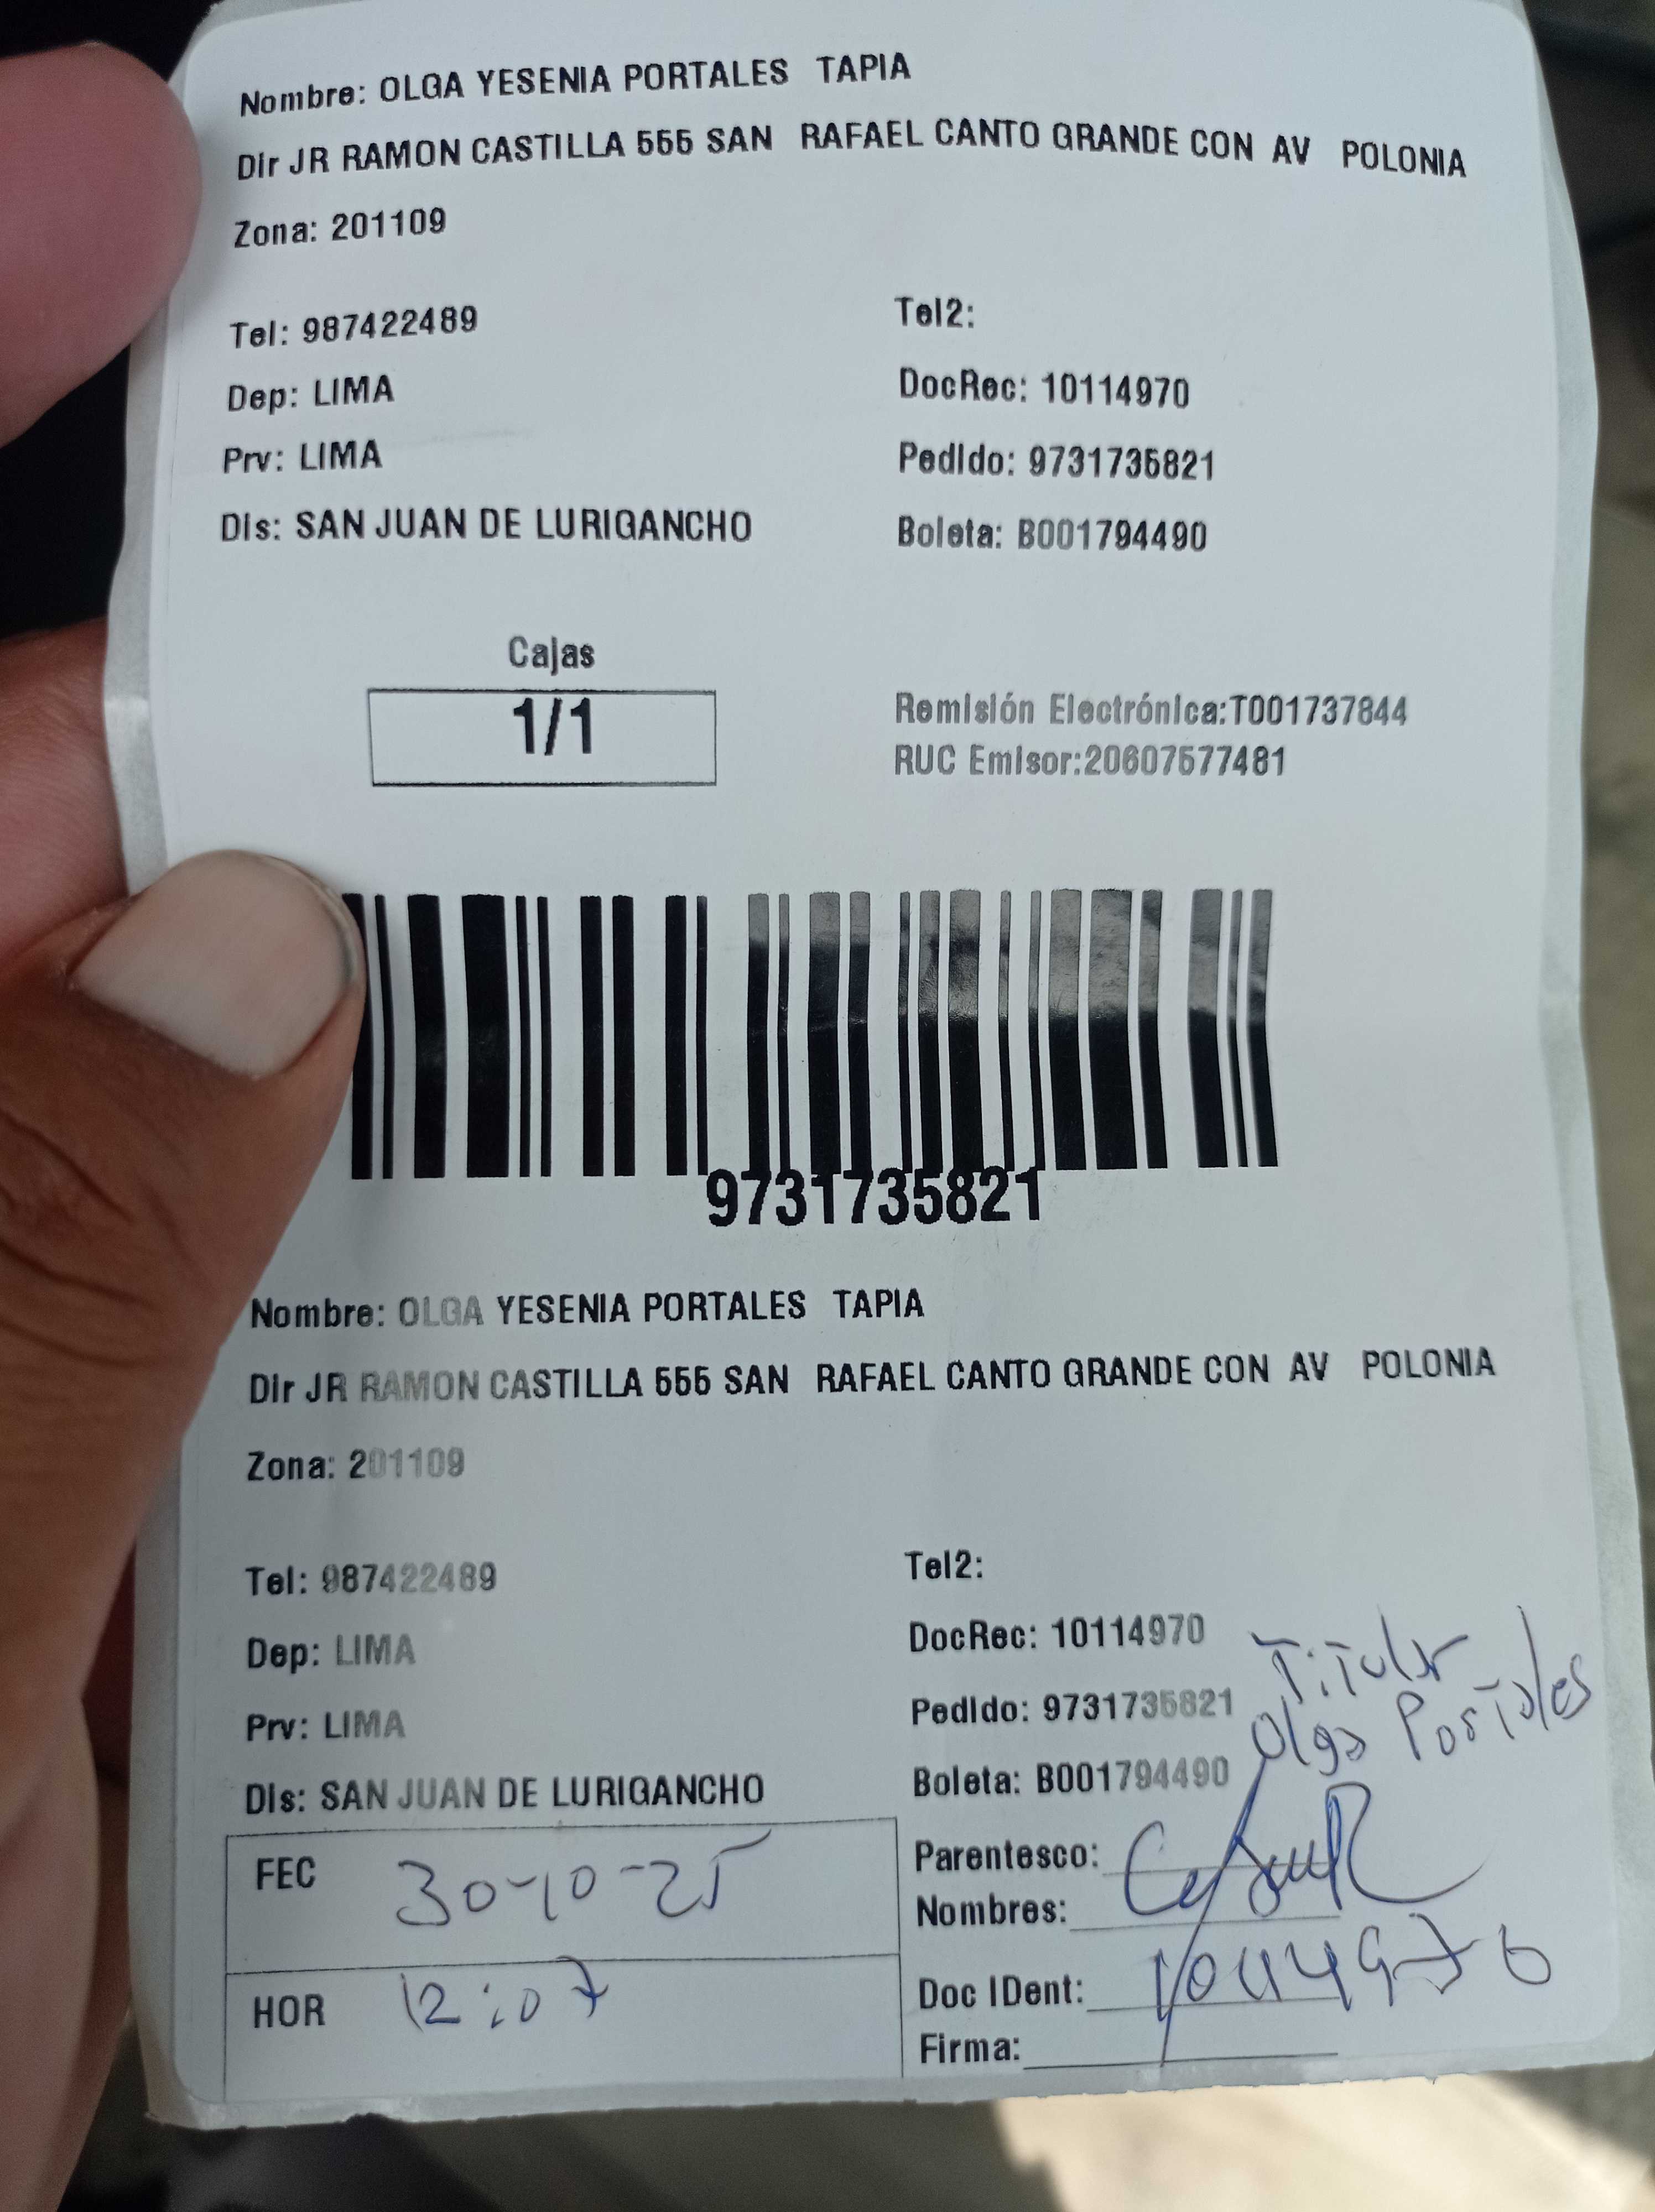 Nombre: OLGA YESENIA PORTALES TAPIA
Dir JR RAMON CASTILLA 555 SAN RAFAEL CANTO GRANDE CON AV POLONIA
Zona: 201109
Tel: 987422489
Tel2:
Dep: LIMA
DocRec: 10114970
Prv: LIMA
Pedido: 9731735821
Dis: SAN JUAN DE LURIGANCHO
Boleta: B001794490
Cajas
1/1
Remisión Electrónica:T001737844
RUC Emisor:20607577481
9731735821
Nombre: OLGA YESENIA PORTALES TAPIA
Dir JR RAMON CASTILLA 555 SAN RAFAEL CANTO GRANDE CON AV POLONIA
Zona: 201109
Tel: 987422489
Tel2:
Dep: LIMA
DocRec: 10114970
Titular
Prv: LIMA
Pedido: 9731735821
Olga Portales
Dis: SAN JUAN DE LURIGANCHO
Boleta: B001794490
FEC 30-10-25
Parentesco:
Nombres:
HOR 12:07
Doc IDent: 10114970
Firma: